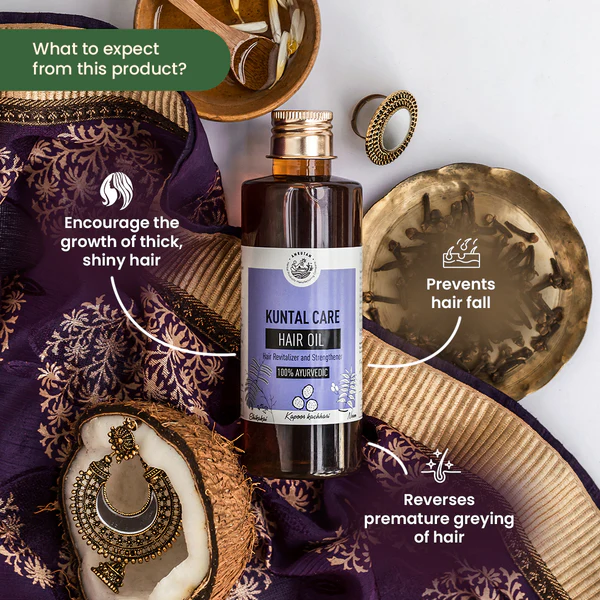 What to expect
from this product?
Encourage the
growth of thick,
shiny hair
Prevents
hair fall
KUNTAL CARE
HAIR OIL
Hair Revitalizer and Strengthener
100% AYURVEDIC
Kapoor kachhari
Reverses
premature greying
of hair